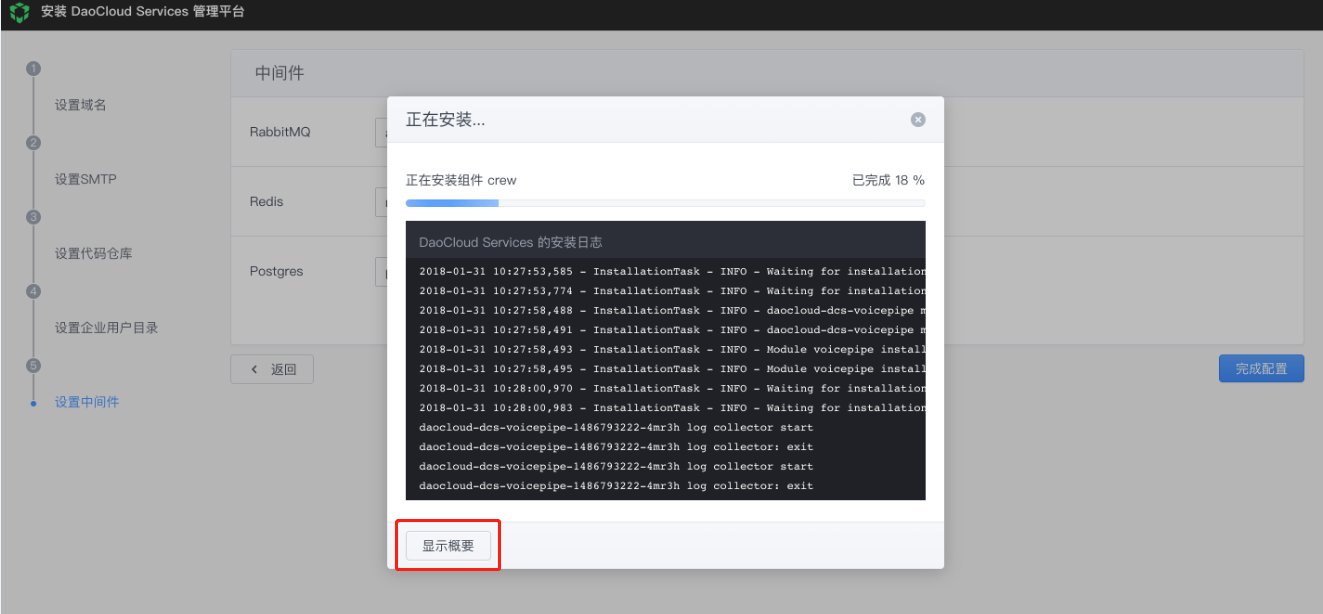 安装 DaoCloud Services 管理平台
1
设置域名
2
设置SMTP
3
设置代码仓库
4
设置企业用户目录
5
设置中间件
中间件
RabbitMQ
Redis
Postgres
返回
完成配置
正在安装...
正在安装组件 crew 已完成 18 %
DaoCloud Services 的安装日志
2018-01-31 10:27:53,585 - InstallationTask - INFO - Waiting for installation
2018-01-31 10:27:53,774 - InstallationTask - INFO - Waiting for installation
2018-01-31 10:27:58,488 - InstallationTask - INFO - daocloud-dcs-voicepipe
2018-01-31 10:27:58,491 - InstallationTask - INFO - daocloud-dcs-voicepipe
2018-01-31 10:27:58,493 - InstallationTask - INFO - Module voicepipe install
2018-01-31 10:27:58,495 - InstallationTask - INFO - Module voicepipe install
2018-01-31 10:28:00,970 - InstallationTask - INFO - Waiting for installation
2018-01-31 10:28:00,983 - InstallationTask - INFO - Waiting for installation
daocloud-dcs-voicepipe-1486793222-4mr3h log collector start
daocloud-dcs-voicepipe-1486793222-4mr3h log collector: exit
daocloud-dcs-voicepipe-1486793222-4mr3h log collector start
daocloud-dcs-voicepipe-1486793222-4mr3h log collector: exit
显示概要